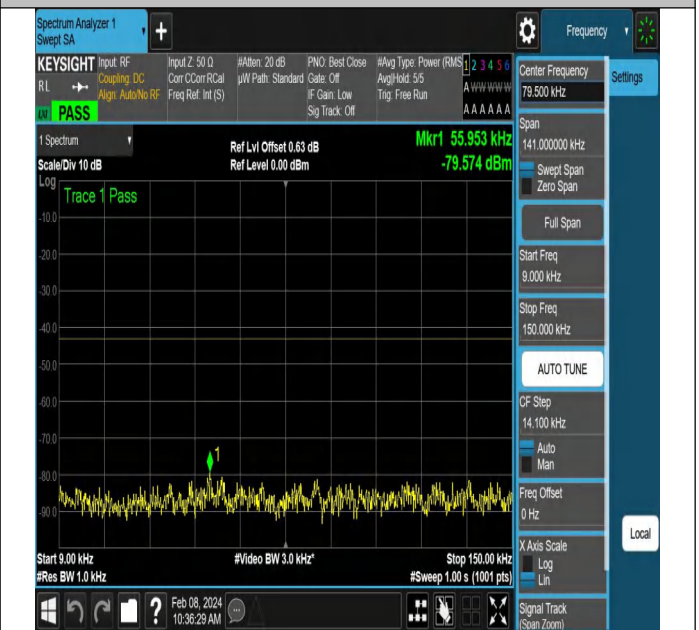 Spectrum Analyzer 1
Swept SA
+
Frequency
KEYSIGHT
RL
PASS
Input: RF
Coupling: DC
Align: Auto/No RF
Input Z: 50 Ω
Corr CCorr RCal
Freq Ref: Int (S)
#Atten: 20 dB
µW Path: Standard
PNO: Best Close
Gate: Off
IF Gain: Low
Sig Track: Off
#Avg Type: Power (RMS
Avg|Hold: 5/5
Trig: Free Run
1 2 3 4 5 6
A W W W W W
A A A A A A
Center Frequency
79.500 kHz
Settings
Span
141.000000 kHz
Swept Span
Zero Span
Full Span
Start Freq
9.000 kHz
Stop Freq
150.000 kHz
AUTO TUNE
CF Step
14.100 kHz
Auto
Man
Freq Offset
0 Hz
X Axis Scale
Log
Lin
Signal Track
(Span Zoom)
Local
1 Spectrum
Scale/Div 10 dB
Ref Lvl Offset 0.63 dB
Ref Level 0.00 dBm
Mkr1 55.953 kHz
-79.574 dBm
Log
Trace 1 Pass
-10.0
-20.0
-30.0
-40.0
-50.0
-60.0
-70.0
-80.0
-90.0
1
Start 9.00 kHz
#Res BW 1.0 kHz
#Video BW 3.0 kHz*
Stop 150.00 kHz
#Sweep 1.00 s (1001 pts)
?
Feb 08, 2024
10:36:29 AM